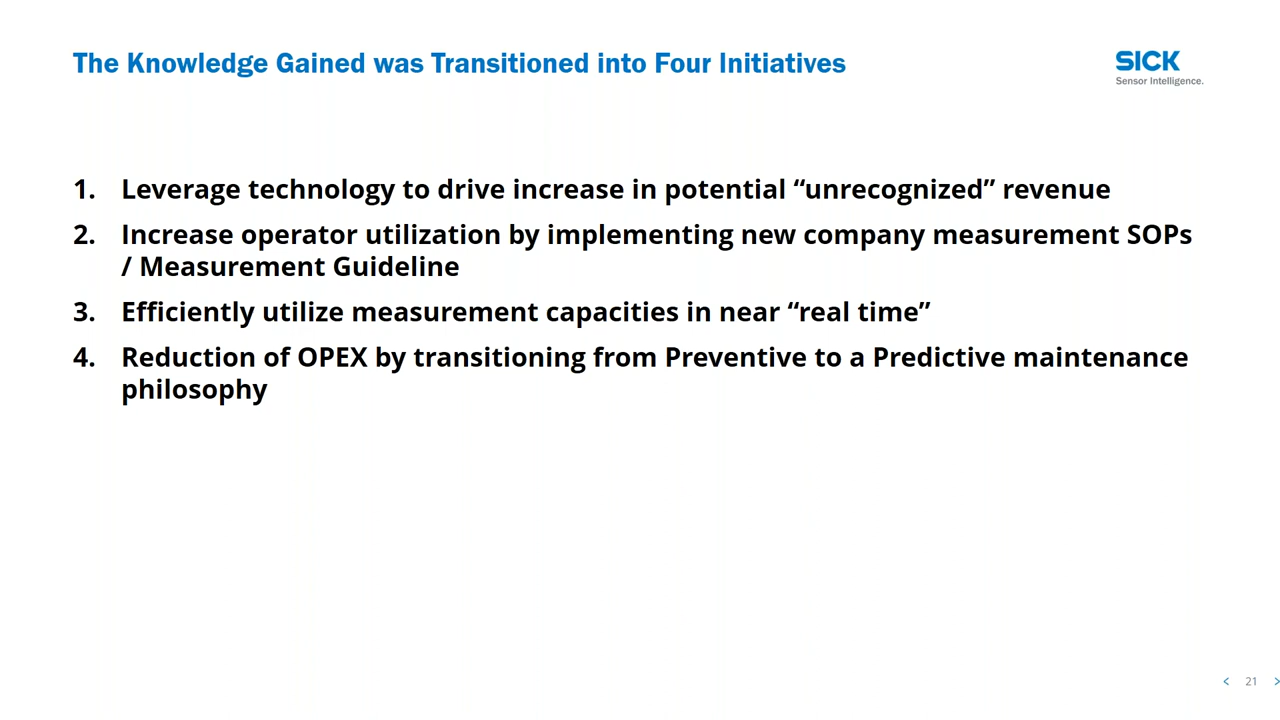 The Knowledge Gained was Transitioned into Four Initiatives
SICK
Sensor Intelligence.
1. Leverage technology to drive increase in potential “unrecognized” revenue
2. Increase operator utilization by implementing new company measurement SOPs
/ Measurement Guideline
3. Efficiently utilize measurement capacities in near “real time”
4. Reduction of OPEX by transitioning from Preventive to a Predictive maintenance
philosophy
< 21 >